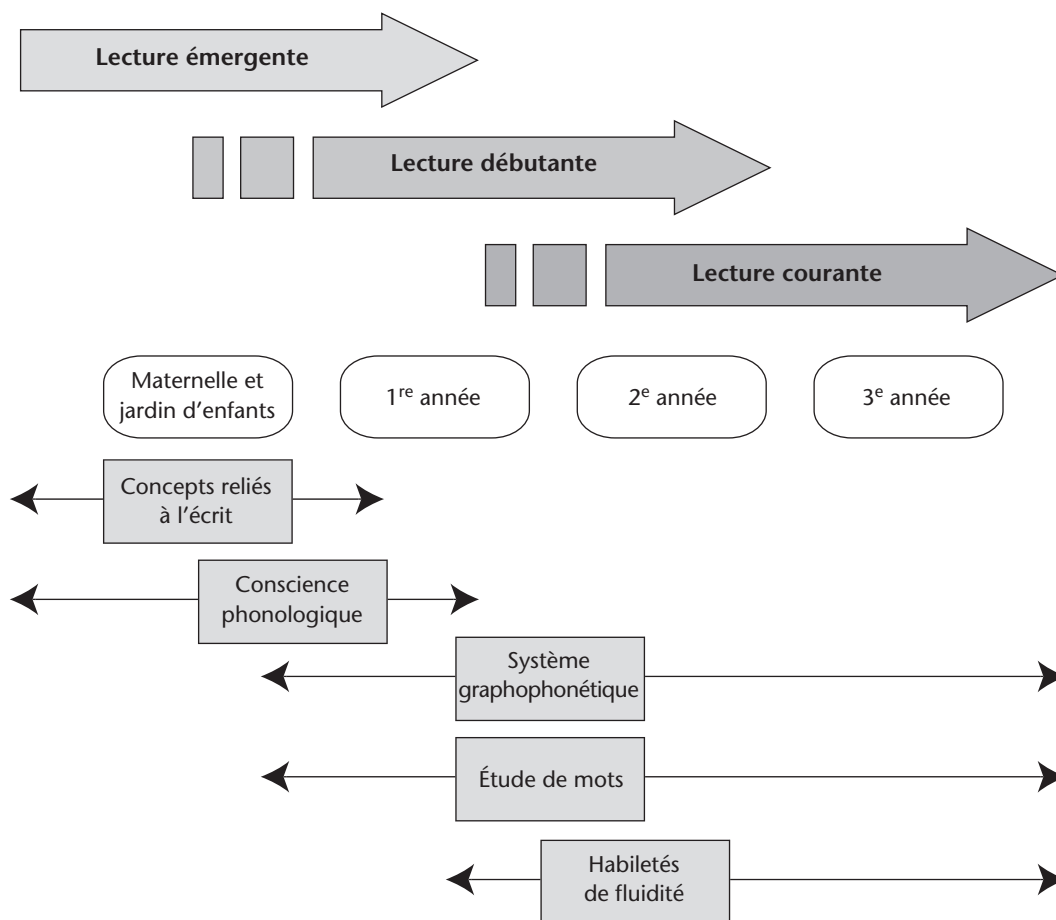 Lecture émergente
Lecture débutante
Lecture courante
Maternelle et
jardin d’enfants
1re année
2e année
3e année
Concepts reliés
à l’écrit
Conscience
phonologique
Système
graphophonétique
Étude de mots
Habiletés
de fluidité